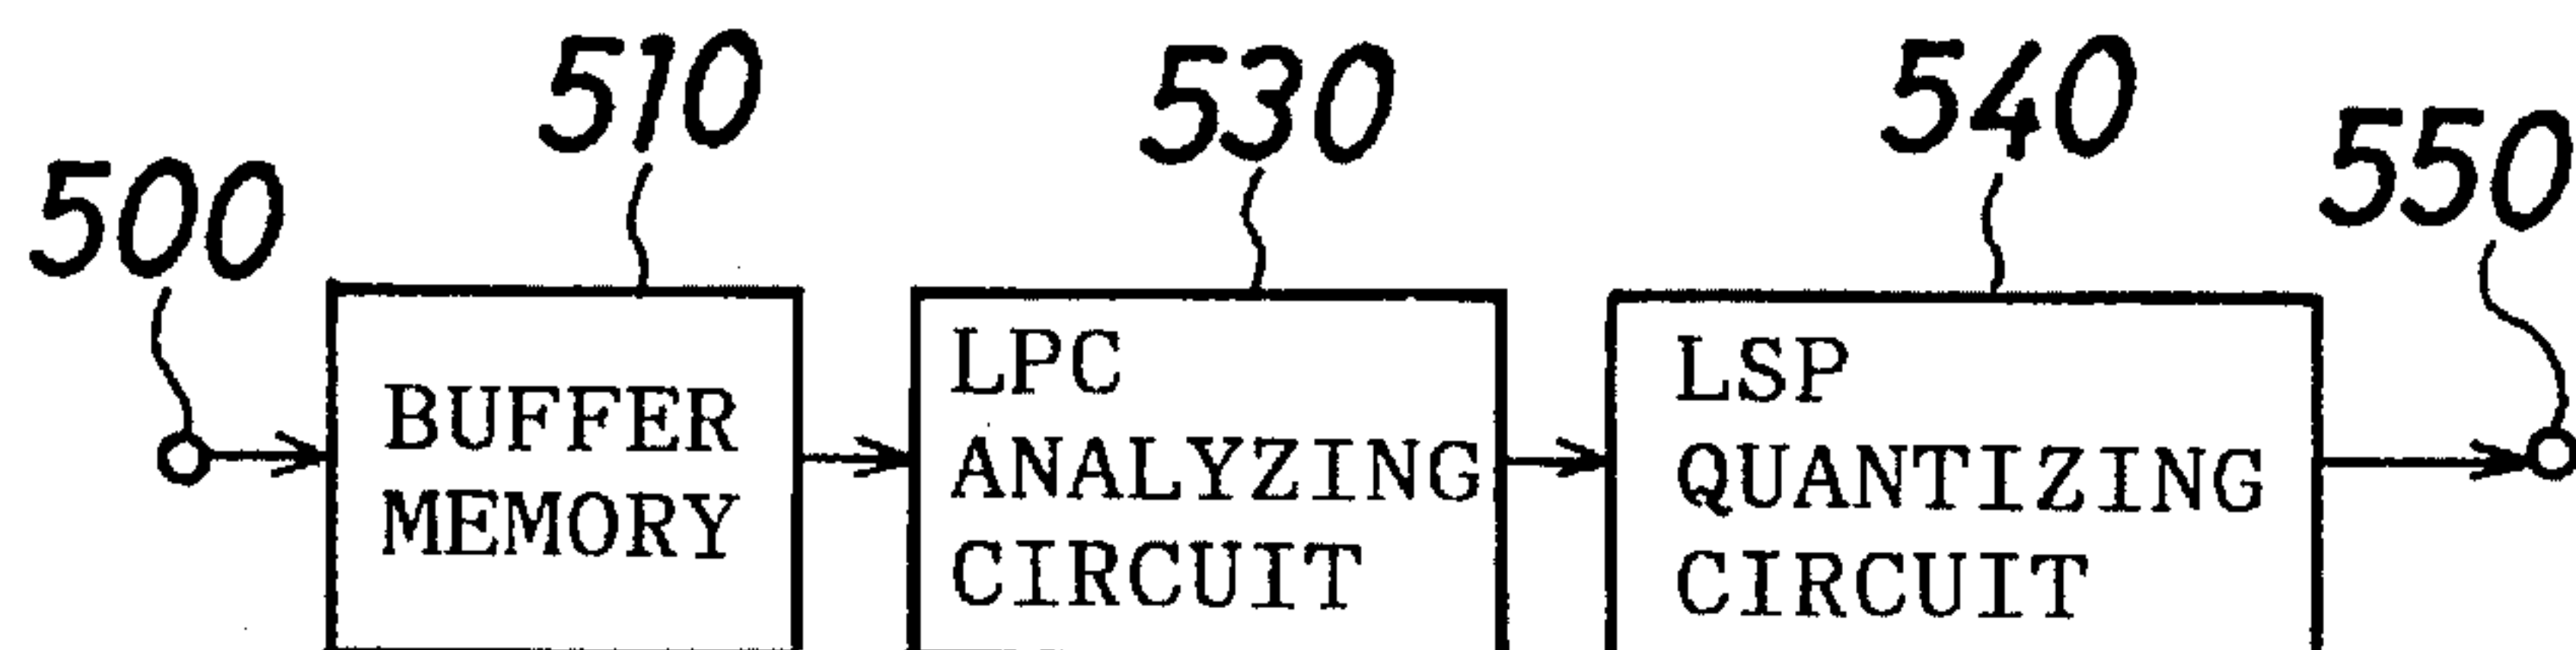 500
510
530
540
550
BUFFER
MEMORY
LPC
ANALYZING
CIRCUIT
LSP
QUANTIZING
CIRCUIT